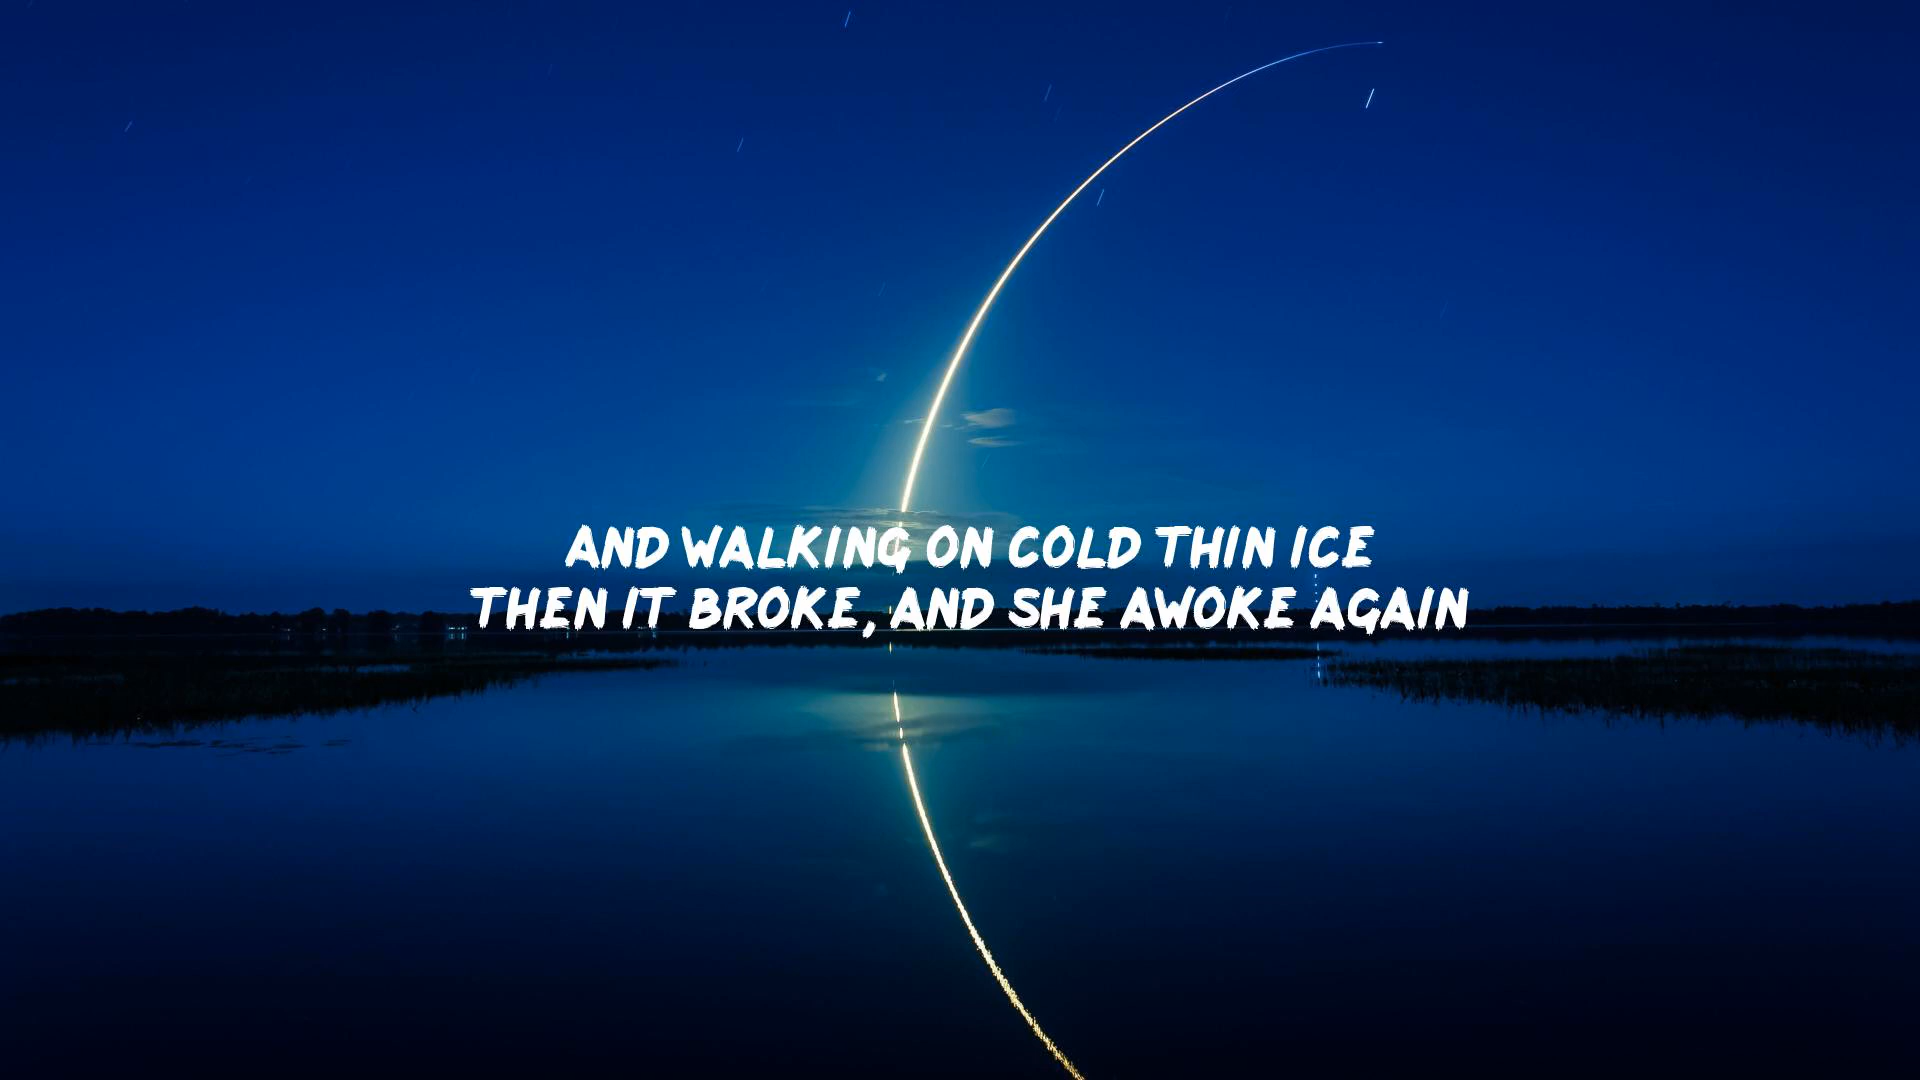 AND WALKING ON COLD THIN ICE
THEN IT BROKE, AND SHE AWOKE AGAIN